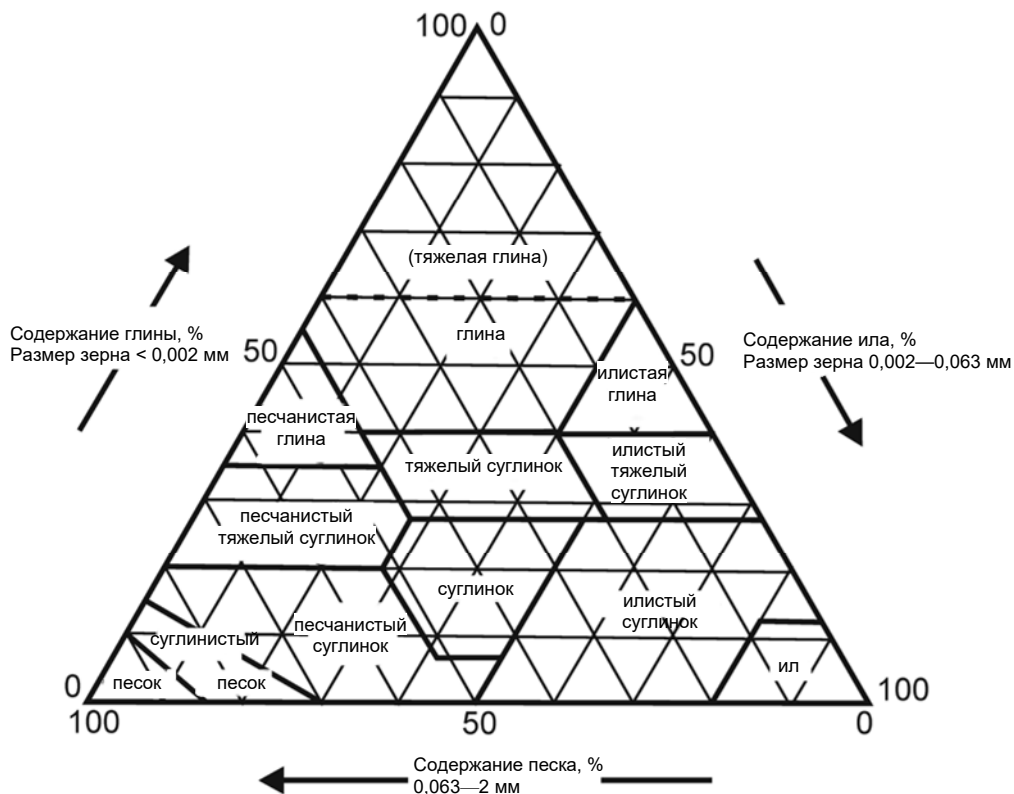 100 0
(тяжелая глина)
Содержание глины, %
Размер зерна < 0,002 мм
50
глина
50
Содержание ила, %
Размер зерна 0,002—0,063 мм
илистая
глина
песчанистая
глина
тяжелый суглинок
илистый
тяжелый
суглинок
песчанистый
тяжелый суглинок
суглинок
илистый
суглинок
песчанистый
суглинок
суглинистый
песок
песок
ил
0
100
50
100
0
Содержание песка, %
0,063—2 мм